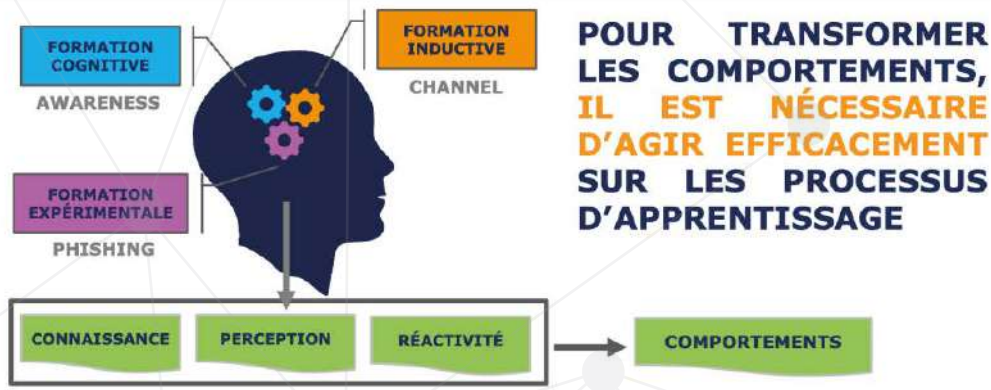 FORMATION
COGNITIVE
AWARENESS
FORMATION
INDUCTIVE
CHANNEL
FORMATION
EXPÉRIMENTALE
PHISHING
POUR TRANSFORMER
LES COMPORTEMENTS,
IL EST NÉCESSAIRE
D'AGIR EFFICACEMENT
SUR LES PROCESSUS
D'APPRENTISSAGE
CONNAISSANCE
PERCEPTION
RÉACTIVITÉ
COMPORTEMENTS